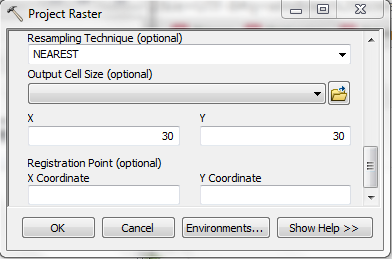 Project Raster
Resampling Technique (optional)
NEAREST
Output Cell Size (optional)
X Y
30 30
Registration Point (optional)
X Coordinate Y Coordinate
OK Cancel Environments... Show Help >>